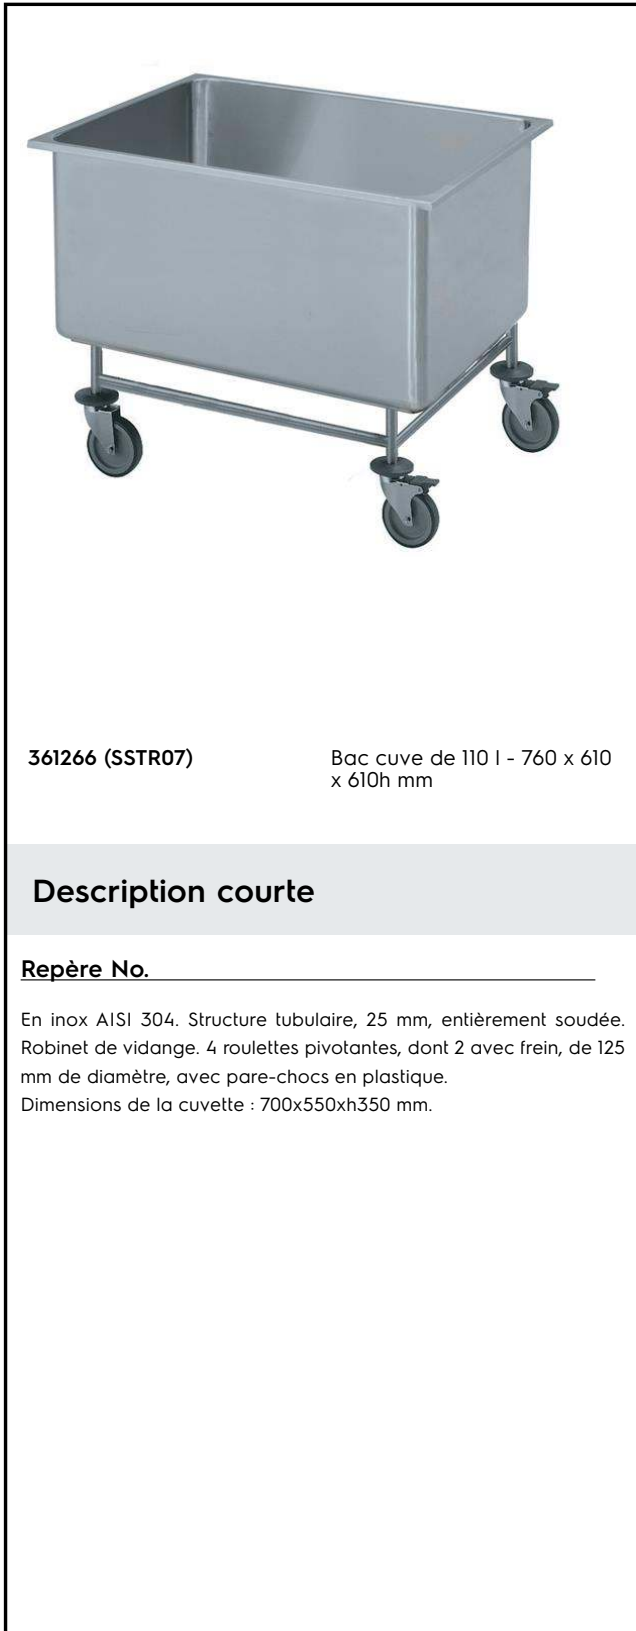 361266 (SSTR07)
Bac cuve de 110 l - 760 x 610
x 610h mm
Description courte
Repère No.
En inox AISI 304. Structure tubulaire, 25 mm, entièrement soudée.
Robinet de vidange. 4 roulettes pivotantes, dont 2 avec frein, de 125
mm de diamètre, avec pare-chocs en plastique.
Dimensions de la cuvette : 700x550xh350 mm.